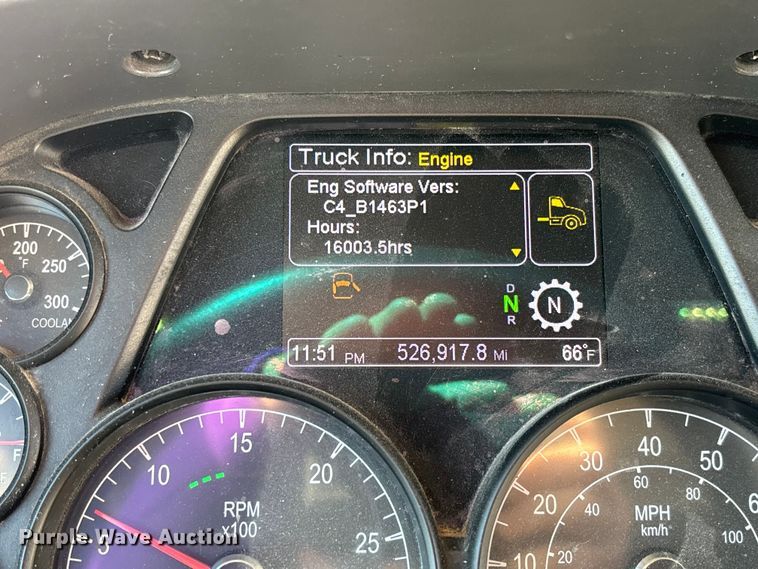 Truck Info: Engine
Eng Software Vers:
C4_B1463P1
Hours:
16003.5hrs
D
N
R
N
11:51 PM 526,917.8 Mi 66°F
200
°F
250
300
5
10
15
20
25
RPM
x100
10
20
30
40
50
20
40
60
80
100
MPH
km/h
Purple Wave Auction